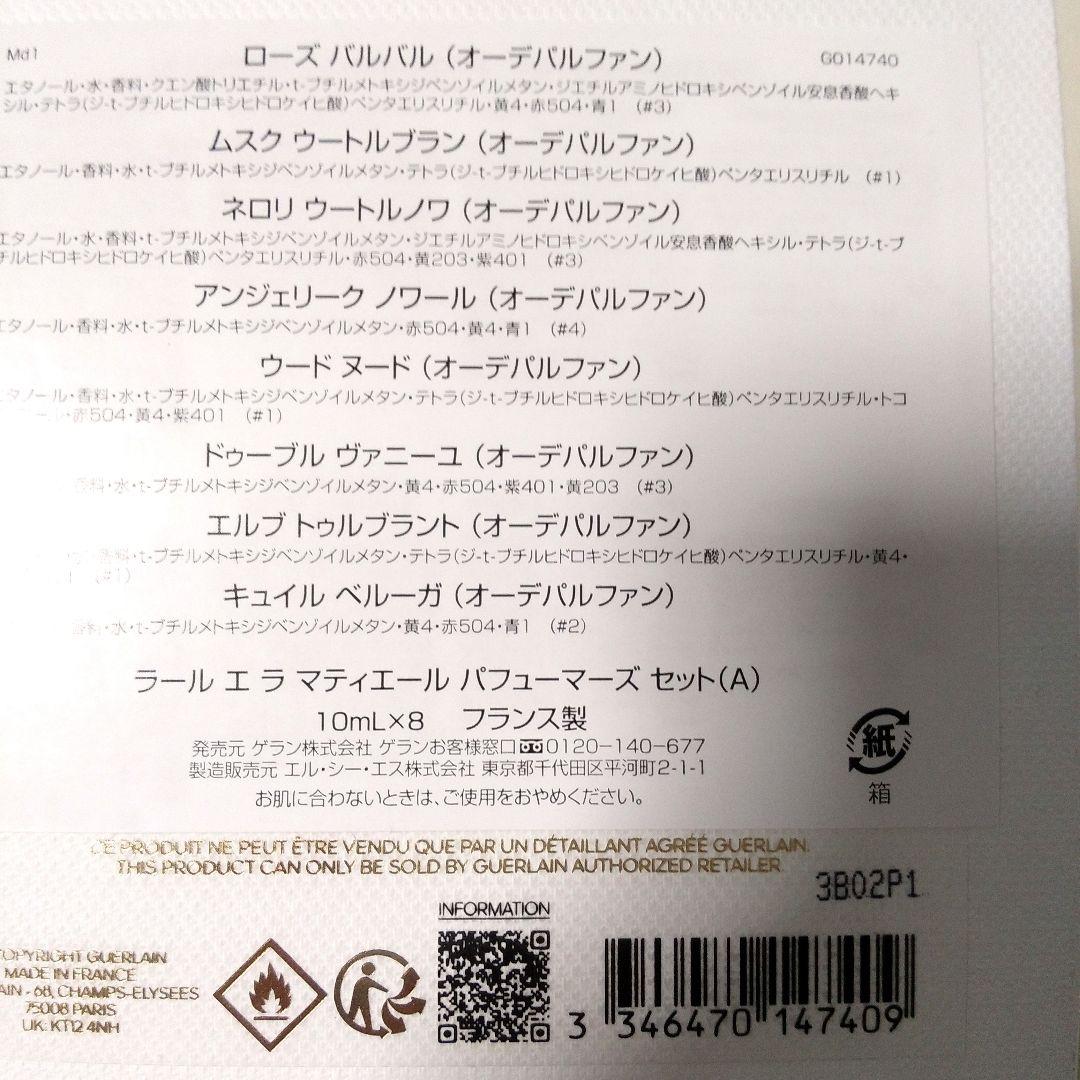 Md1
ローズ バルバル (オーデパルファン)
G014740
エタノール・水・香料・クエン酸トリエチル・t-ブチルメトキシジベンゾイルメタン・ジエチルアミノヒドロキシベンゾイル安息香酸ヘキ
シル・テトラ(ジ-t-ブチルヒドロキシヒドロケイヒ酸)ペンタエリスリチル・黄4・赤504・青1 (#3)
ムスク ウートルブラン (オーデパルファン)
エタノール・香料・水・t-ブチルメトキシジベンゾイルメタン・テトラ(ジ-t-ブチルヒドロキシヒドロケイヒ酸)ペンタエリスリチル (#1)
ネロリ ウートルノワ (オーデパルファン)
エタノール・水・香料・t-ブチルメトキシジベンゾイルメタン・ジエチルアミノヒドロキシベンゾイル安息香酸ヘキシル・テトラ(ジ-t-ブ
チルヒドロキシヒドロケイヒ酸)ペンタエリスリチル・赤504・黄203・紫401 (#3)
アンジェリーク ノワール (オーデパルファン)
エタノール・香料・水・t-ブチルメトキシジベンゾイルメタン・赤504・黄4・青1 (#4)
ウード ヌード (オーデパルファン)
エタノール・香料・水・t-ブチルメトキシジベンゾイルメタン・テトラ(ジ-t-ブチルヒドロキシヒドロケイヒ酸)ペンタエリスリチル・トコ
ール・赤504・黄4・紫401 (#1)
ドゥーブル ヴァニーユ (オーデパルファン)
香料・水・t-ブチルメトキシジベンゾイルメタン・黄4・赤504・紫401・黄203 (#3)
エルブ トゥルブラント (オーデパルファン)
香料・t-ブチルメトキシジベンゾイルメタン・テトラ(ジ-t-ブチルヒドロキシヒドロケイヒ酸)ペンタエリスリチル・黄4・
(#1)
キュイル ベルーガ (オーデパルファン)
香料・水・t-ブチルメトキシジベンゾイルメタン・黄4・赤504・青1 (#2)
ラール エ ラ マティエール パフューマーズ セット(A)
10mL×8 フランス製
発売元 ゲラン株式会社 ゲランお客様窓口 0120-140-677
製造販売元 エル・シー・エス株式会社 東京都千代田区平河町2-1-1
お肌に合わないときは、ご使用をおやめください。
紙
箱
CE PRODUIT NE PEUT ÊTRE VENDU QUE PAR UN DÉTAILLANT AGRÉÉ GUERLAIN.
THIS PRODUCT CAN ONLY BE SOLD BY GUERLAIN AUTHORIZED RETAILER.
3B02P1
INFORMATION
COPYRIGHT GUERLAIN
MADE IN FRANCE
AIN - 68, CHAMPS-ELYSEES
75008 PARIS
UK: KT12 4NH
3 346470 147409